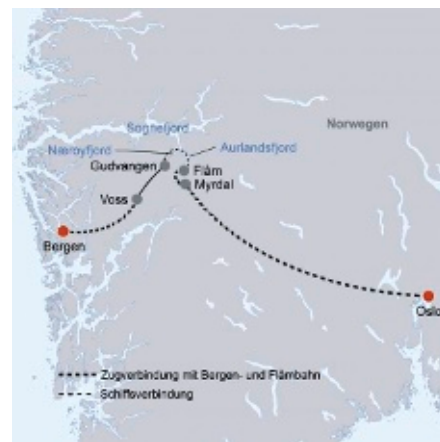 Sognefjord
Norwegen
Nærøyfjord
Aurlandsfjord
Gudvangen
Flåm
Myrdal
Voss
Bergen
Oslo
Zugverbindung mit Bergen- und Flåmbahn
Schiffsverbindung